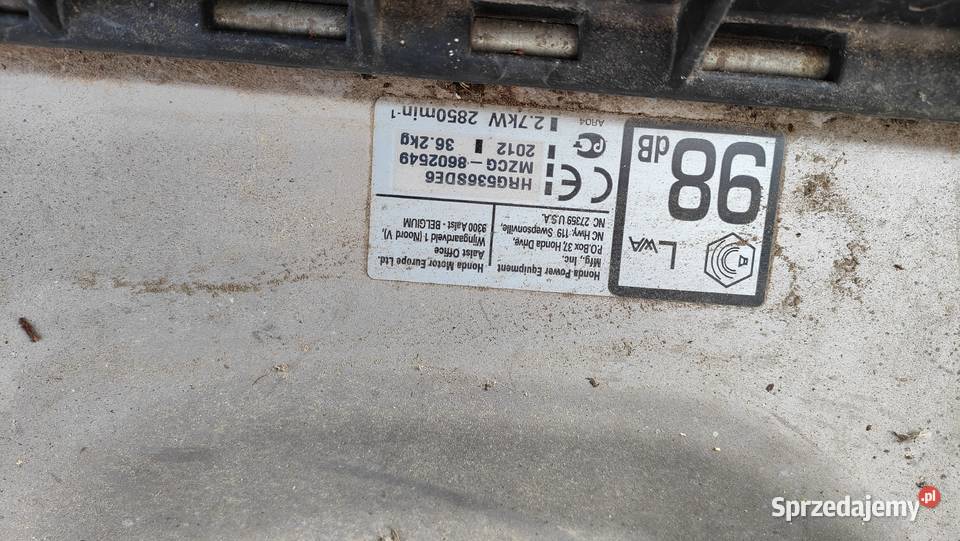 Honda Power Equipment
Mfg., Inc.
P.O.Box 37, Honda Drive,
NC Hwy. 119 Swepsonville,
NC 27359 U.S.A.
Honda Motor Europe Ltd.
Aalst Office
Wijngaardveld 1 (Noord V),
9300 Aalst - BELGIUM
CE
HRG536SDE6
MZCG-8602549
2012 36.2kg
2.7kW 2850min-1
AR04
LWA
98
dB
Sprzedajemy.pl